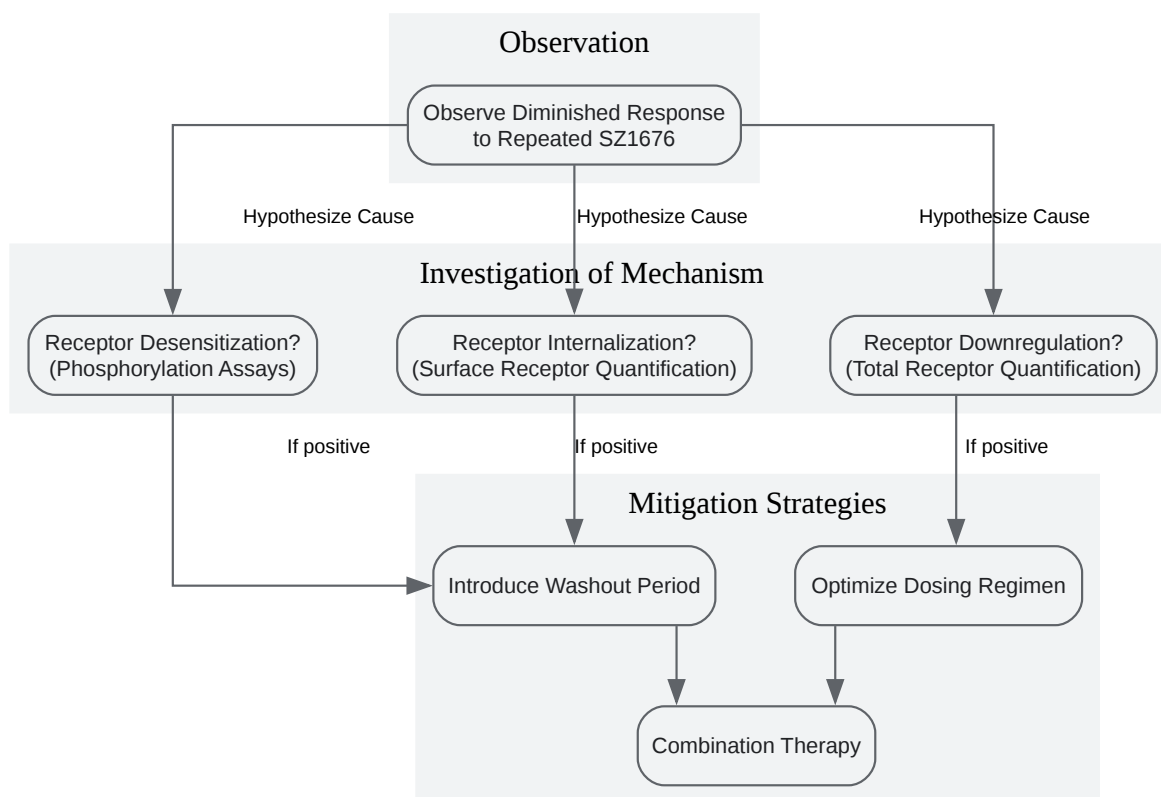 Observation
Observe Diminished Response
to Repeated SZ1676
Hypothesize Cause
Hypothesize Cause
Hypothesize Cause
Investigation of Mechanism
Receptor Desensitization?
(Phosphorylation Assays)
Receptor Internalization?
(Surface Receptor Quantification)
Receptor Downregulation?
(Total Receptor Quantification)
If positive
If positive
If positive
Mitigation Strategies
Introduce Washout Period
Optimize Dosing Regimen
Combination Therapy